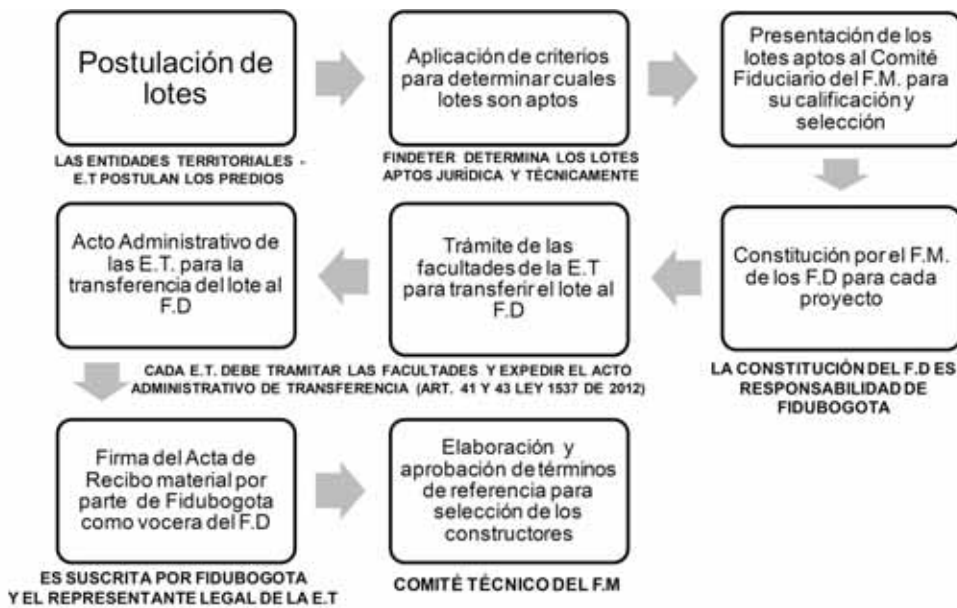 Postulación de
lotes
LAS ENTIDADES TERRITORIALES -
E.T POSTULAN LOS PREDIOS
Aplicación de criterios
para determinar cuales
lotes son aptos
FINDETER DETERMINA LOS LOTES
APTOS JURÍDICA Y TÉCNICAMENTE
Presentación de los
lotes aptos al Comité
Fiduciario del F.M. para
su calificación y
selección
Constitución por el F.M.
de los F.D para cada
proyecto
LA CONSTITUCIÓN DEL F.D ES
RESPONSABILIDAD DE
FIDUBOGOTA
Trámite de las
facultades de la E.T
para transferir el lote al
F.D
Acto Administrativo de
las E.T. para la
transferencia del lote al
F.D
CADA E.T. DEBE TRAMITAR LAS FACULTADES Y EXPEDIR EL ACTO
ADMINISTRATIVO DE TRANSFERENCIA (ART. 41 Y 43 LEY 1537 DE 2012)
Firma del Acta de
Recibo material por
parte de Fidubogota
como vocera del F.D
ES SUSCRITA POR FIDUBOGOTA
Y EL REPRESENTANTE LEGAL DE LA E.T
Elaboración y
aprobación de términos
de referencia para
selección de los
constructores
COMITÉ TÉCNICO DEL F.M